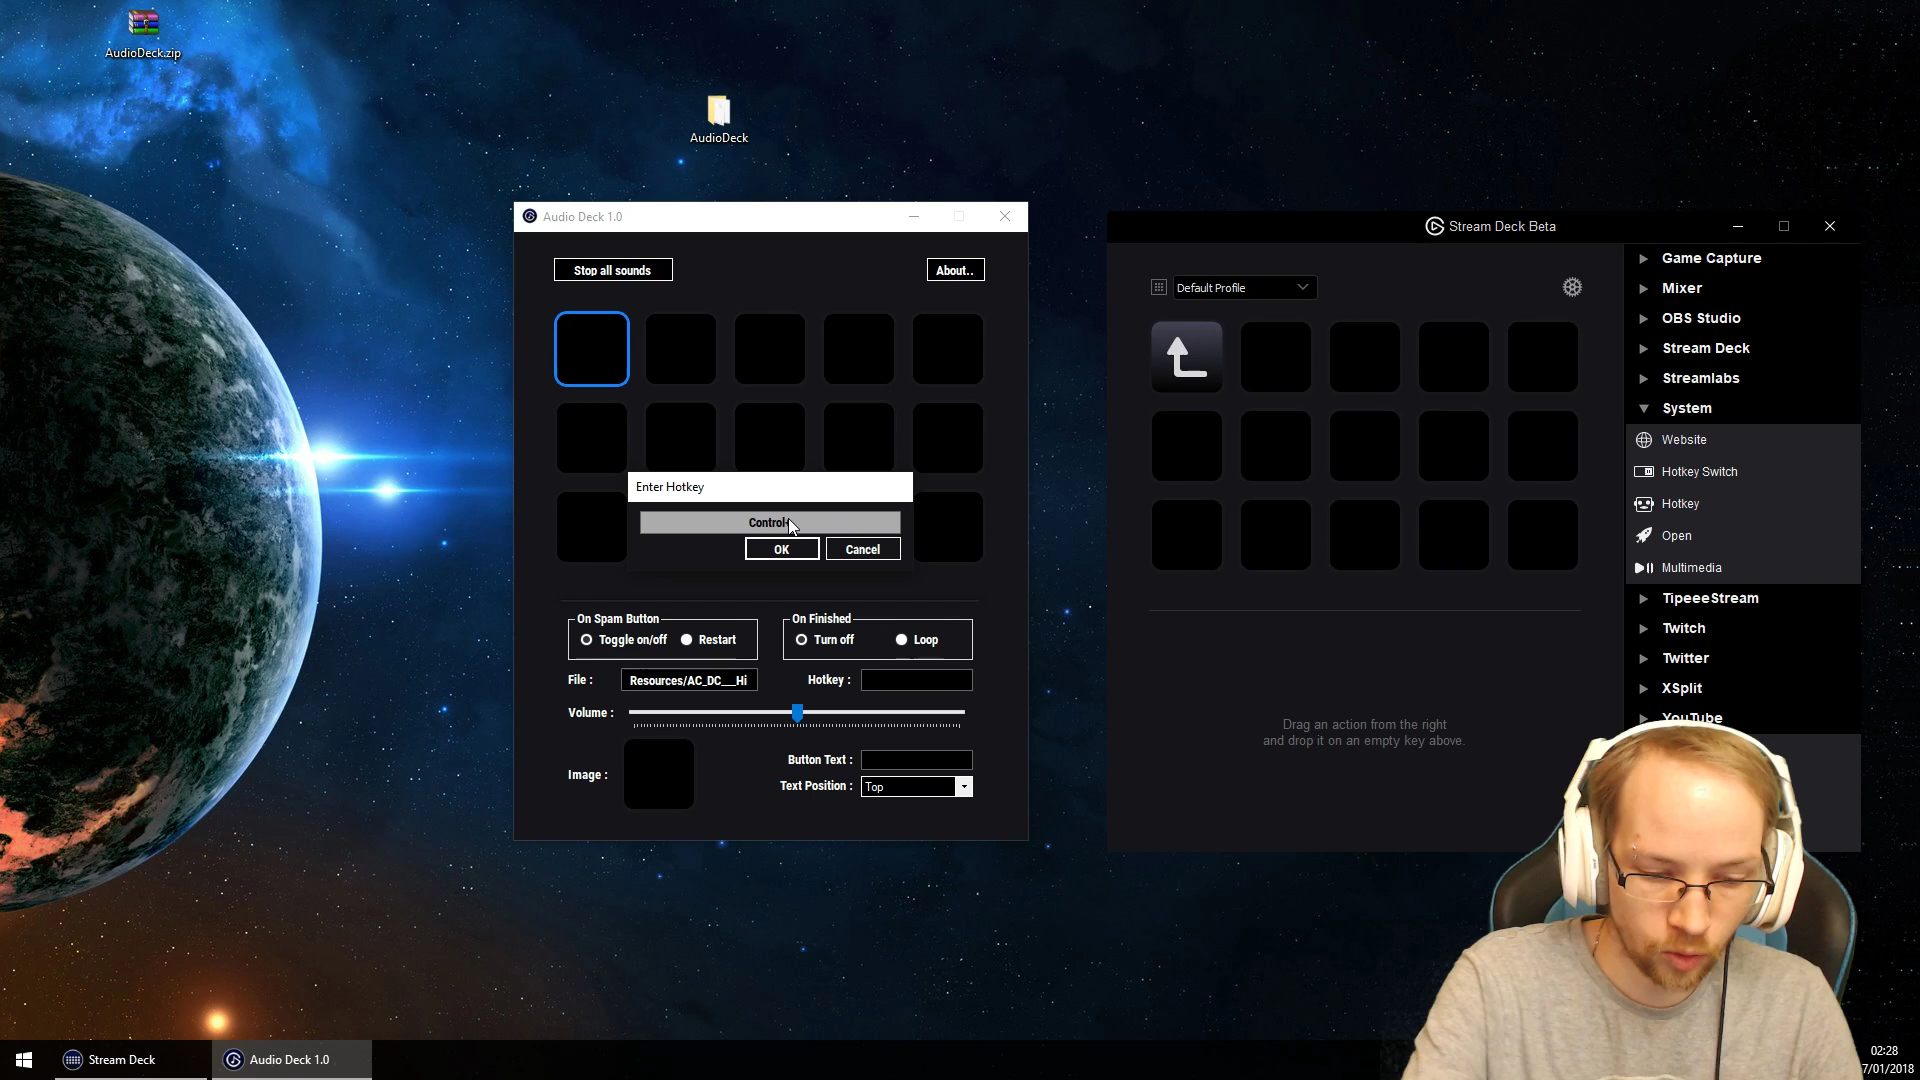 AudioDeck.zip
AudioDeck
Audio Deck 1.0
Stop all sounds
About..
Enter Hotkey
Control+
OK
Cancel
On Spam Button
Toggle on/off
Restart
On Finished
Turn off
Loop
File :
Resources/AC_DC__Hi
Hotkey :
Volume :
Image :
Button Text :
Text Position :
Top
Stream Deck Beta
Default Profile
Drag an action from the right
and drop it on an empty key above.
Game Capture
Mixer
OBS Studio
Stream Deck
Streamlabs
System
Website
Hotkey Switch
Hotkey
Open
Multimedia
TipeeeStream
Twitch
Twitter
XSplit
YouTube
Stream Deck
Audio Deck 1.0
02:28
7/01/2018